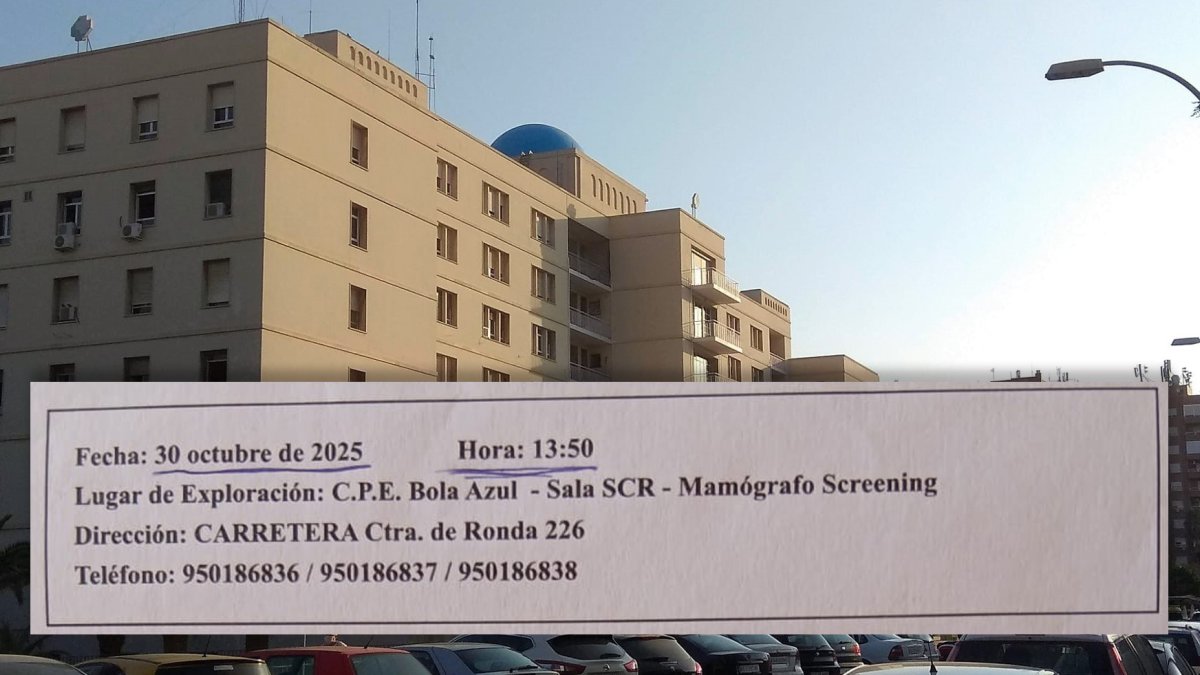 Fecha: 30 octubre de 2025 Hora: 13:50
Lugar de Exploración: C.P.E. Bola Azul - Sala SCR - Mamógrafo Screening
Dirección: CARRETERA Ctra. de Ronda 226
Teléfono: 950186836 / 950186837 / 950186838